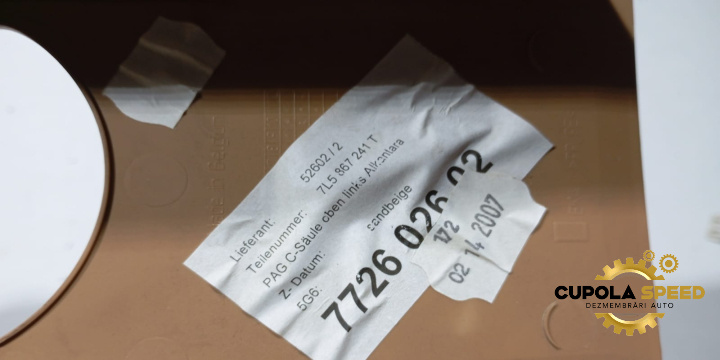 Lieferant: 52602 / 2
Teilenummer: 7L5 867 241 T
PAG C-Säule oben links Alkantara
Z- Datum: sandbeige
5G6:
7726 026 02
172
02 14 2007
CUPOLA SPEED
DEZMEMBRĂRI AUTO